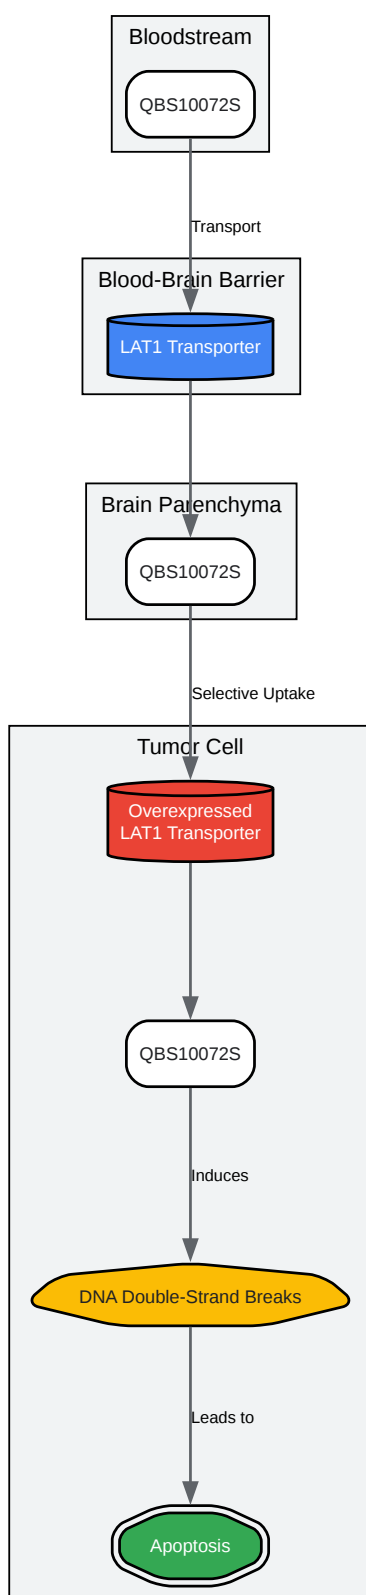 Bloodstream
QBS10072S
Transport
Blood-Brain Barrier
LAT1 Transporter
Brain Parenchyma
QBS10072S
Selective Uptake
Tumor Cell
Overexpressed
LAT1 Transporter
QBS10072S
Induces
DNA Double-Strand Breaks
Leads to
Apoptosis